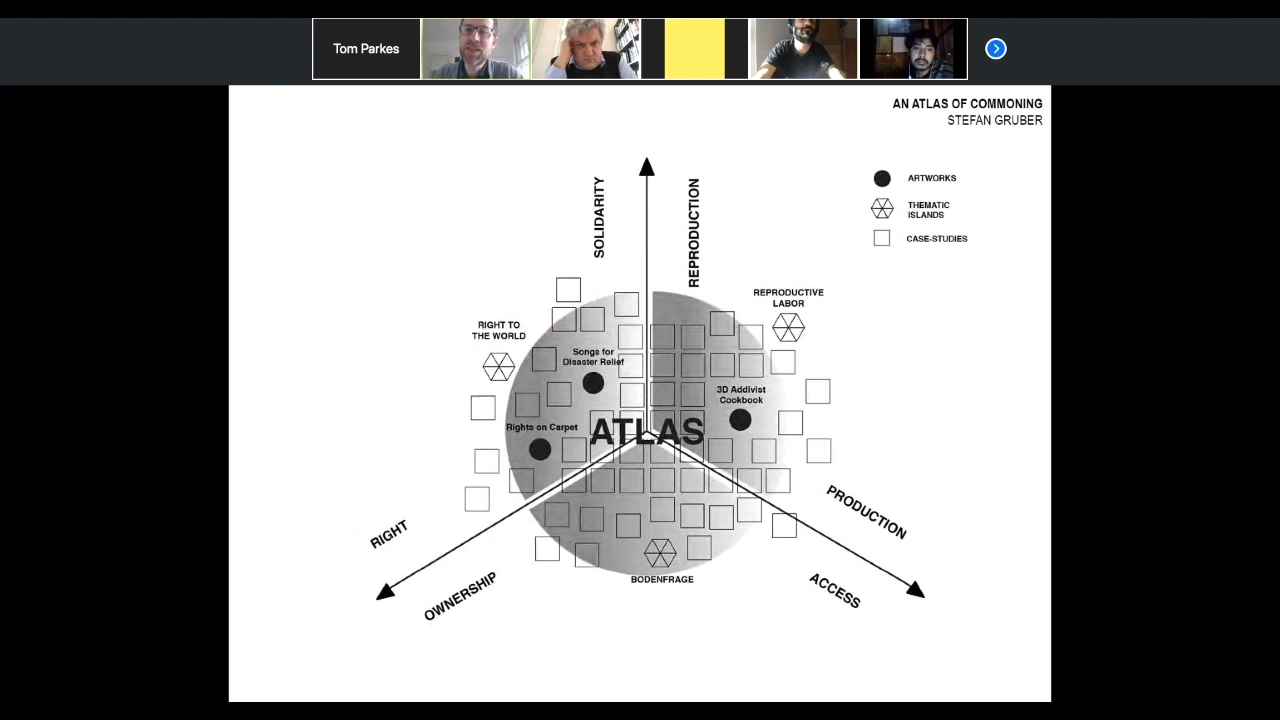 Tom Parkes
AN ATLAS OF COMMONING
STEFAN GRUBER
ARTWORKS
THEMATIC
ISLANDS
CASE-STUDIES
SOLIDARITY
REPRODUCTION
REPRODUCTIVE
LABOR
RIGHT TO
THE WORLD
Songs for
Disaster Relief
3D Addivist
Cookbook
Rights on Carpet
ATLAS
PRODUCTION
RIGHT
BODENFRAGE
OWNERSHIP
ACCESS